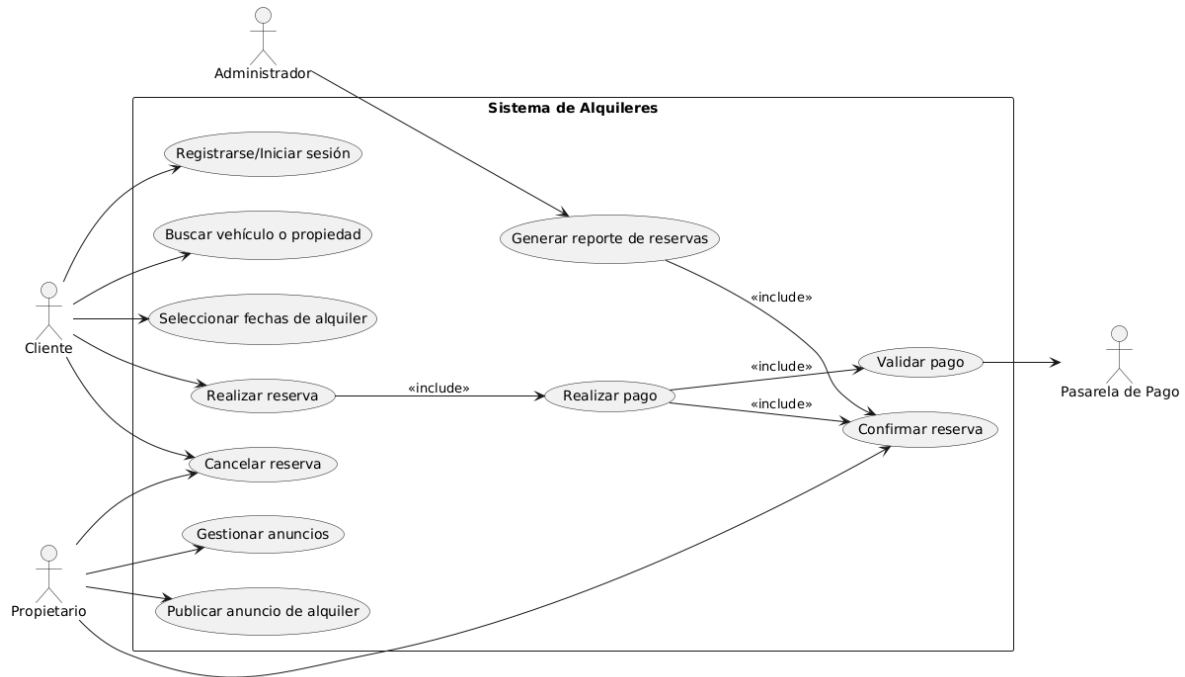 Administrador
Sistema de Alquileres
Registrarse/Iniciar sesión
Buscar vehículo o propiedad
Generar reporte de reservas
«include»
Seleccionar fechas de alquiler
Cliente
Validar pago
«include»
Pasarela de Pago
«include»
Realizar reserva
Realizar pago
«include»
Confirmar reserva
Cancelar reserva
Gestionar anuncios
Propietario
Publicar anuncio de alquiler